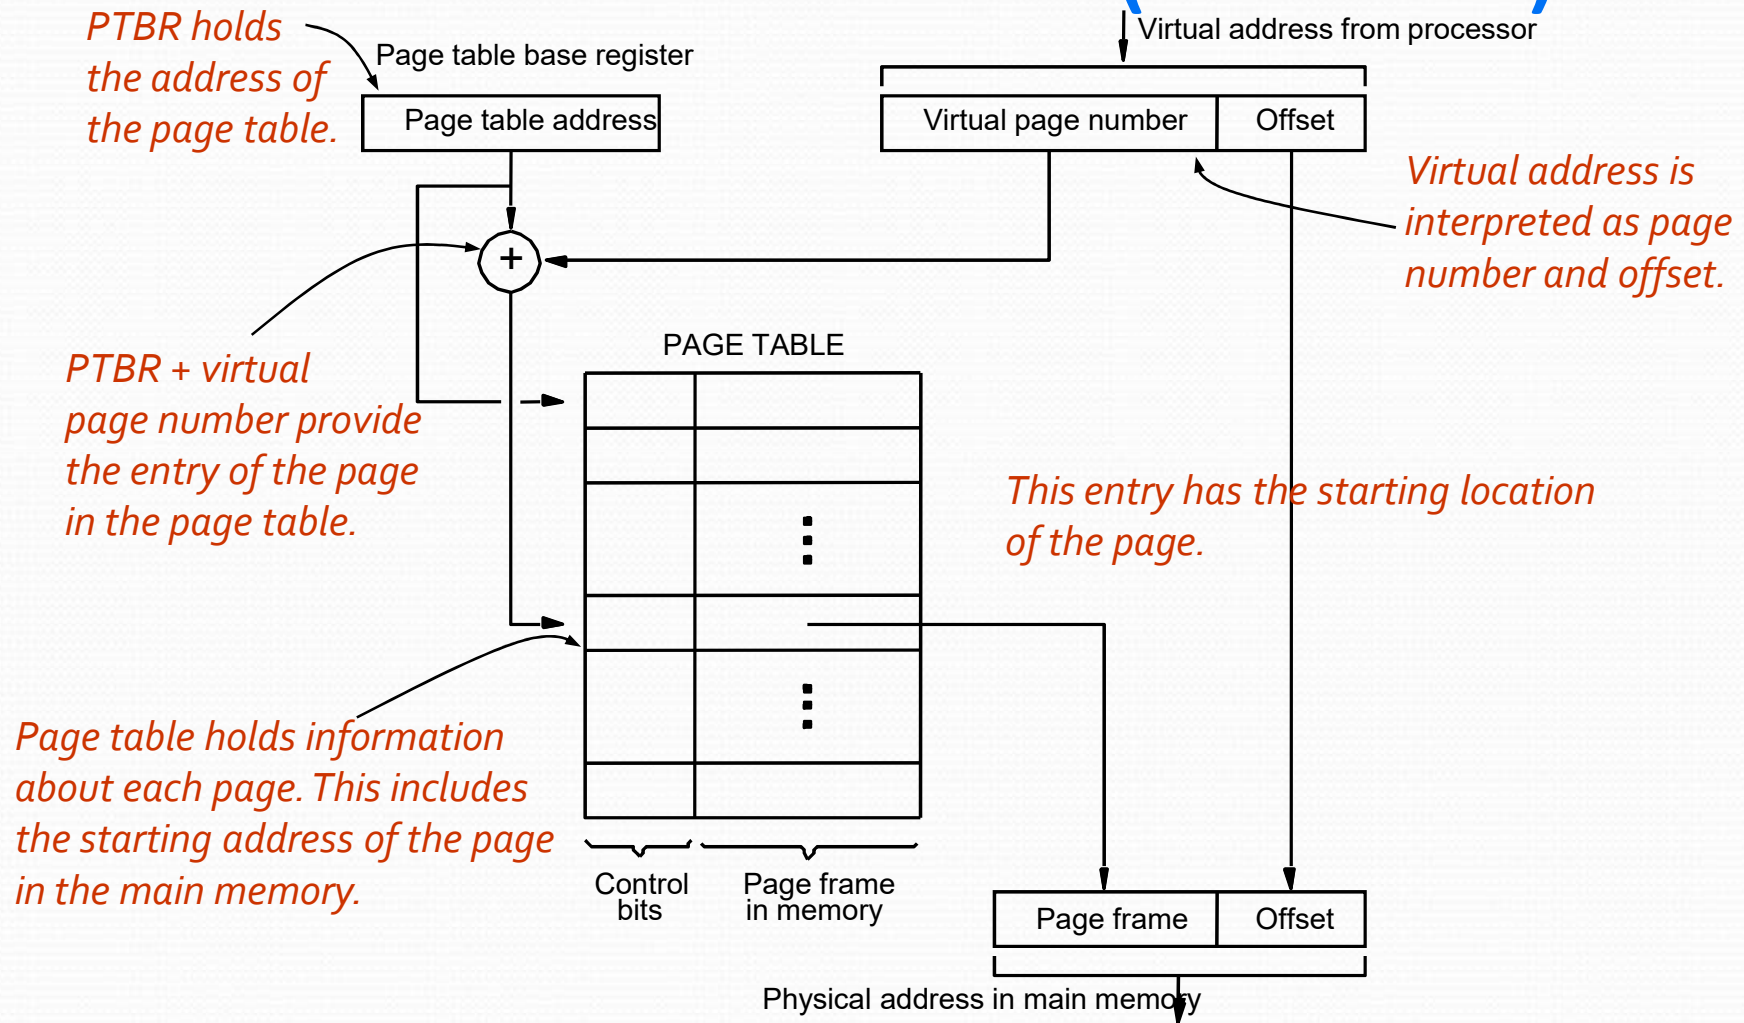 PTBR holds
the address of
the page table.
Page table base register
Page table address
Virtual address from processor
Virtual page number
Offset
Virtual address is
interpreted as page
number and offset.
+
PTBR + virtual
page number provide
the entry of the page
in the page table.
PAGE TABLE
This entry has the starting location
of the page.
Page table holds information
about each page. This includes
the starting address of the page
in the main memory.
Control
bits
Page frame
in memory
Page frame
Offset
Physical address in main memory